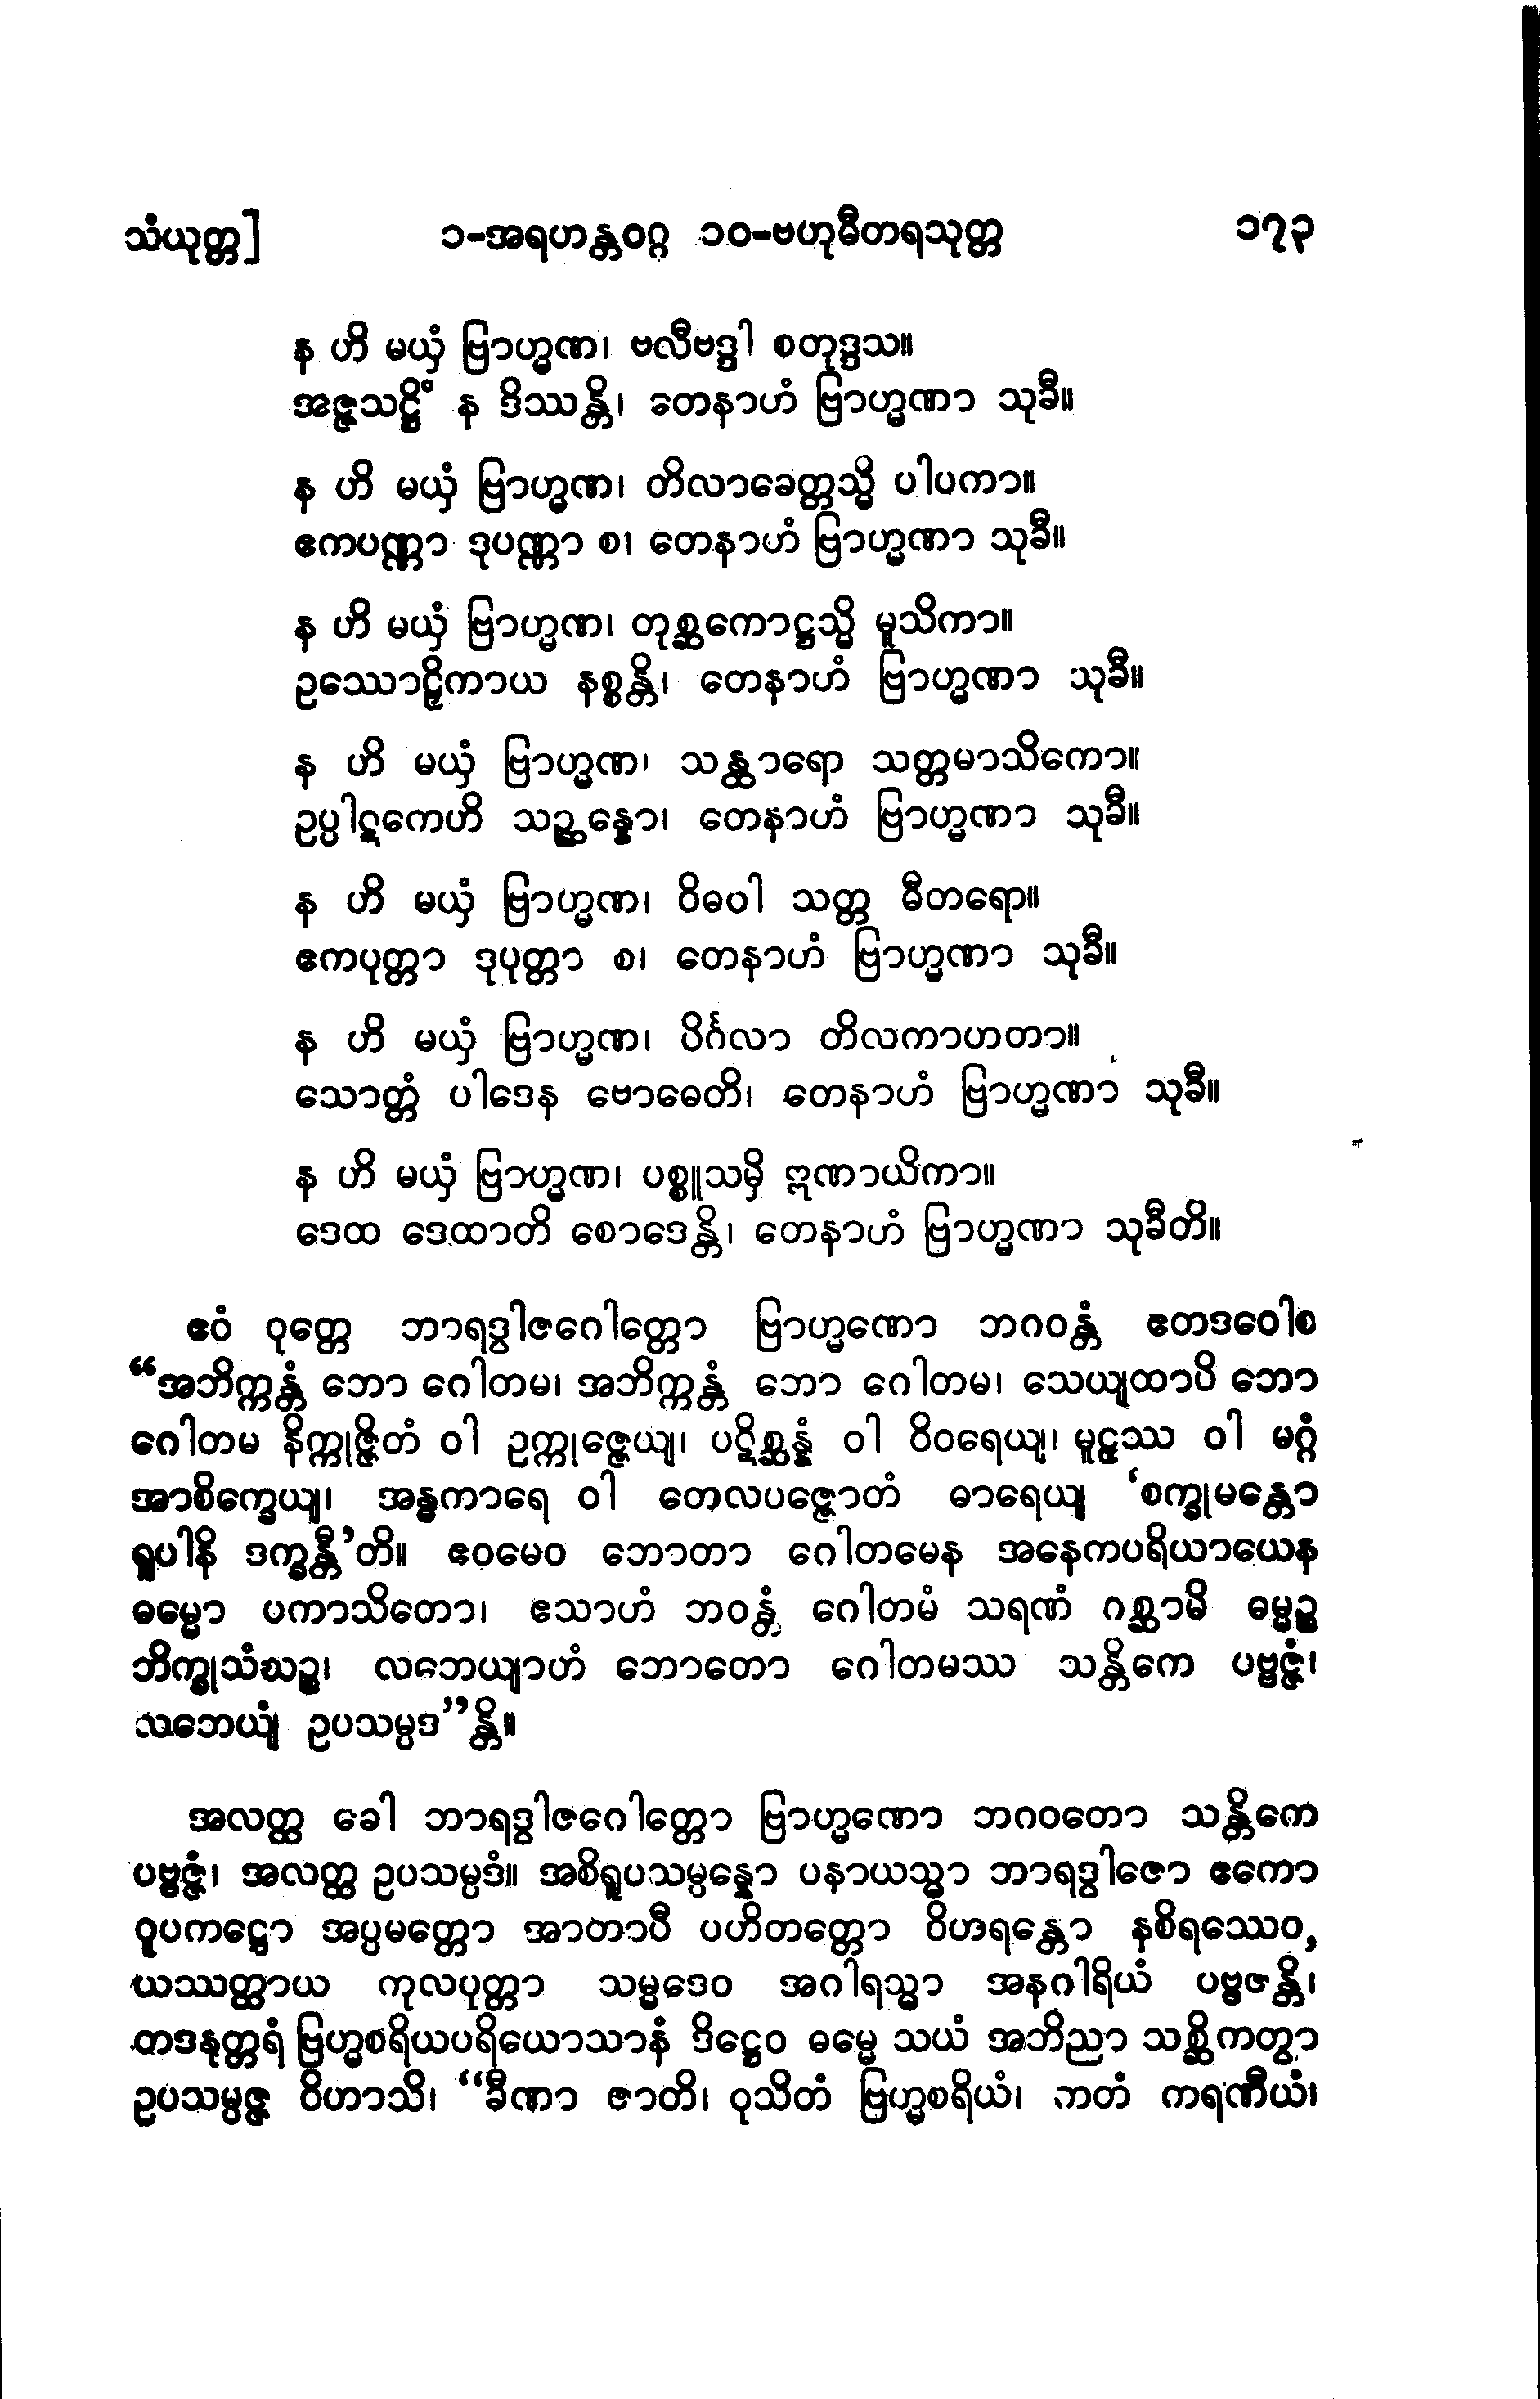 သံယုတ္တ]
၁-အရဟန္တဝဂ္ဂ ၁၀-ဗဟုဓီတရသုတ္တ
၁၇၃
န ဟိ မယှံ ဗြာဟ္မဏ၊ ဗလီဗဒ္ဒါ စတုဒ္ဒသ။
အဇ္ဇသဋ္ဌိံ န ဒိဿန္တိ၊ တေနာဟံ ဗြာဟ္မဏာ သုခီ။
န ဟိ မယှံ ဗြာဟ္မဏ၊ တိလာခေတ္တသ္မိ ပါပကာ။
ဧကပဏ္ဏာ ဒုပဏ္ဏာ စ၊ တေနာဟံ ဗြာဟ္မဏာ သုခီ။
န ဟိ မယှံ ဗြာဟ္မဏ၊ တုစ္ဆကောဋ္ဌသ္မိ မူသိကာ။
ဥဿောဠှိကာယ နစ္စန္တိ၊ တေနာဟံ ဗြာဟ္မဏာ သုခီ။
န ဟိ မယှံ ဗြာဟ္မဏ၊ သန္ထာရော သတ္တမာသိကော။
ဥပ္ပါဋကေဟိ သဉ္ဆန္နော၊ တေနာဟံ ဗြာဟ္မဏာ သုခီ။
န ဟိ မယှံ ဗြာဟ္မဏ၊ ဝိဓဝါ သတ္တ ဓီတရော။
ဧကပုတ္တာ ဒုပုတ္တာ စ၊ တေနာဟံ ဗြာဟ္မဏာ သုခီ။
န ဟိ မယှံ ဗြာဟ္မဏ၊ ပိင်္ဂလာ တိလကာဟတာ။
သောတ္တံ ပါဒေန ဗောဓေတိ၊ တေနာဟံ ဗြာဟ္မဏာ သုခီ။
န ဟိ မယှံ ဗြာဟ္မဏ၊ ပစ္စူသမှိ ဣဏာယိကာ။
ဒေထ ဒေထာတိ စောဒေန္တိ၊ တေနာဟံ ဗြာဟ္မဏာ သုခီတိ။
ဧဝံ ဝုတ္တေ ဘာရဒွါဇဂေါတ္တော ဗြာဟ္မဏော ဘဂဝန္တံ ဧတဒဝေါစ
“အဘိက္ကန္တံ ဘော ဂေါတမ၊ အဘိက္ကန္တံ ဘော ဂေါတမ၊ သေယျထာပိ ဘော
ဂေါတမ နိက္ကုဇ္ဇိတံ ဝါ ဥက္ကုဇ္ဇေယျ၊ ပဋိစ္ဆန္နံ ဝါ ဝိဝရေယျ၊ မူဠှဿ ဝါ မဂ္ဂံ
အာစိက္ခေယျ၊ အန္ဓကာရေ ဝါ တေလပဇ္ဇောတံ ဓာရေယျ ‘စက္ခုမန္တော
ရူပါနိ ဒက္ခန္တီ’တိ။ ဧဝမေဝ ဘောတာ ဂေါတမေန အနေကပရိယာယေန
ဓမ္မော ပကာသိတော၊ ဧသာဟံ ဘဝန္တံ ဂေါတမံ သရဏံ ဂစ္ဆာမိ ဓမ္မဉ္စ
ဘိက္ခုသံဃဉ္စ၊ လဘေယျာဟံ ဘောတော ဂေါတမဿ သန္တိကေ ပဗ္ဗဇ္ဇံ၊
လဘေယျံ ဥပသမ္ပဒ”န္တိ။
အလတ္ထ ခေါ ဘာရဒွါဇဂေါတ္တော ဗြာဟ္မဏော ဘဂဝတော သန္တိကေ
ပဗ္ဗဇ္ဇံ၊ အလတ္ထ ဥပသမ္ပဒံ။ အစိရူပသမ္ပန္နော ပနာယသ္မာ ဘာရဒွါဇော ဧကော
ဝူပကဋ္ဌော အပ္ပမတ္တော အာတာပီ ပဟိတတ္တော ဝိဟရန္တော နစိရဿေဝ,
ယဿတ္ထာယ ကုလပုတ္တာ သမ္မဒေဝ အဂါရသ္မာ အနဂါရိယံ ပဗ္ဗဇန္တိ၊
တဒနုတ္တရံ ဗြဟ္မစရိယပရိယောသာနံ ဒိဋ္ဌေဝ ဓမ္မေ သယံ အဘိညာ သစ္ဆိကတွာ
ဥပသမ္ပဇ္ဇ ဝိဟာသိ၊ “ခီဏာ ဇာတိ၊ ဝုသိတံ ဗြဟ္မစရိယံ၊ ကတံ ကရဏီယံ၊